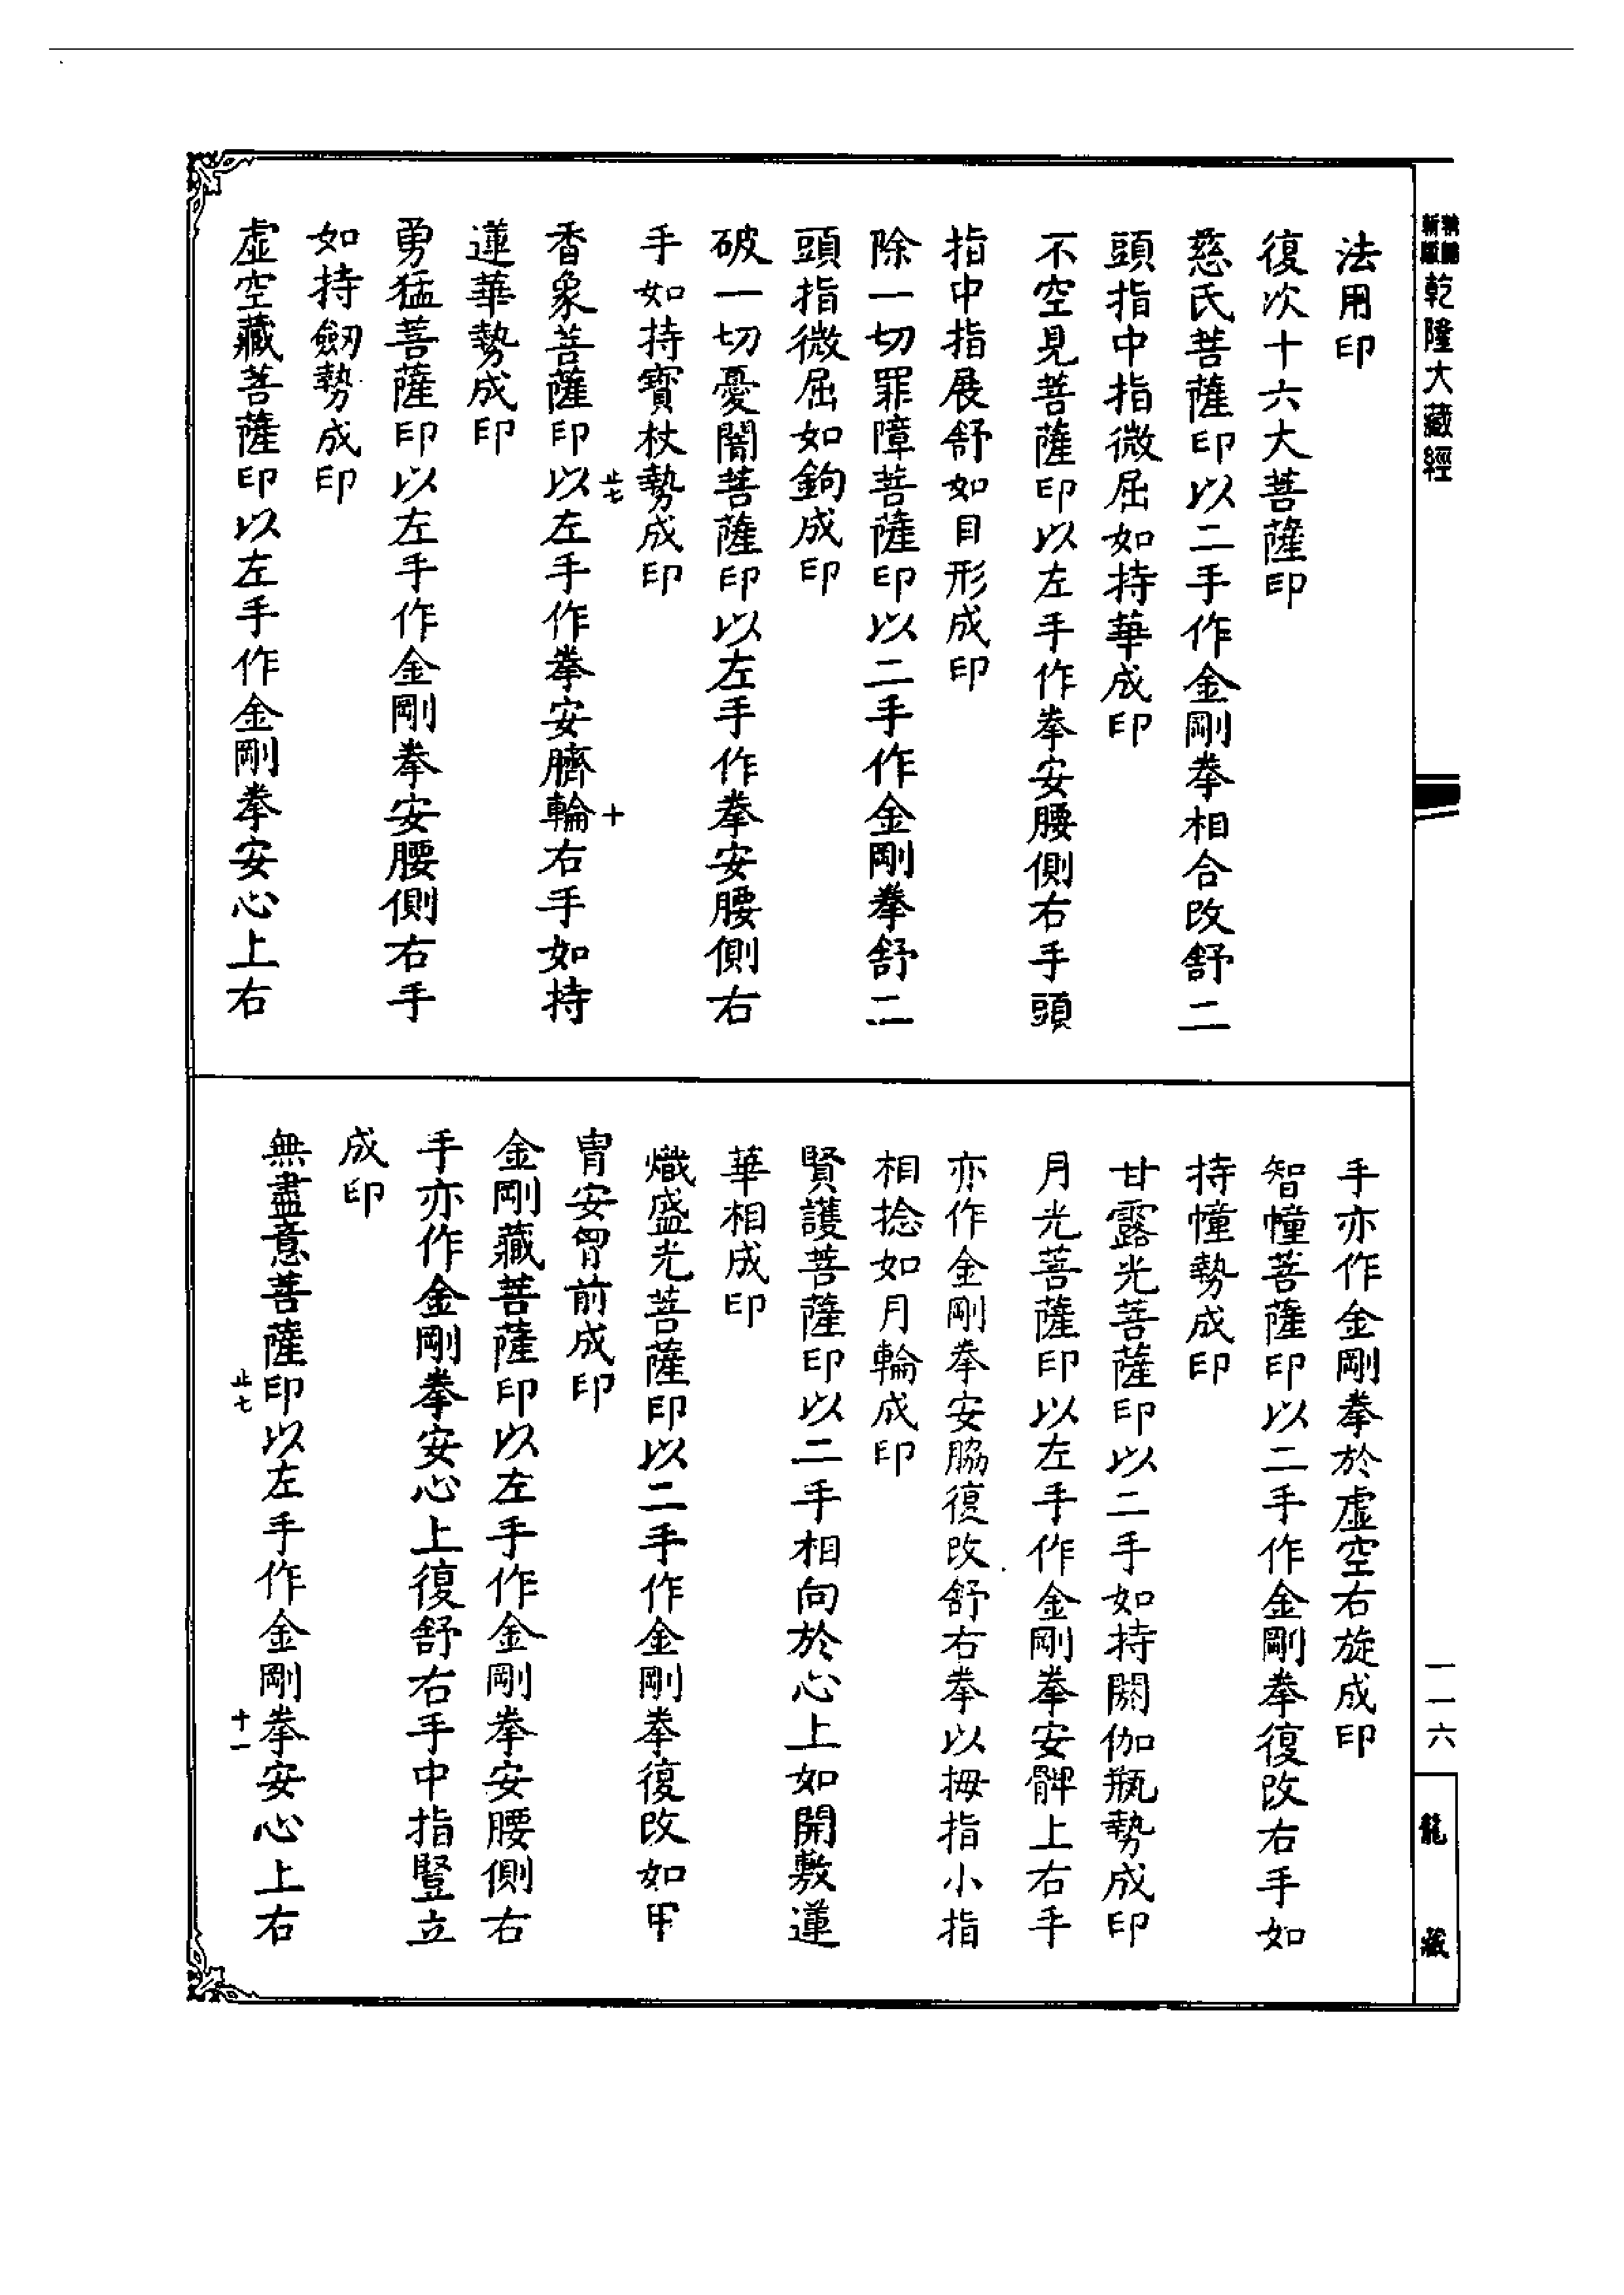 新版
乾隆大藏經
法用印
復次十六大菩薩印
慈氏菩薩印以二手作金剛拳相合改舒二
頭指中指微屈如持華成印
不空見菩薩印以左手作拳安腰側右手頭
指中指展舒如目形成印
除一切罪障菩薩印以二手作金剛拳舒二
頭指微屈如鉤成印
破一切憂闇菩薩印以左手作拳安腰側右
手如持寶杖勢成印
止七
十
香象菩薩印以左手作拳安臍輪右手如持
蓮華勢成印
勇猛菩薩印以左手作金剛拳安腰側右手
如持劒勢成印
虛空藏菩薩印以左手作金剛拳安心上右
手亦作金剛拳於虛空右旋成印
智幢菩薩印以二手作金剛拳復改右手如
持幢勢成印
甘露光菩薩印以二手如持閼伽瓶勢成印
月光菩薩印以左手作金剛拳安髀上右手
亦作金剛拳安脇復改舒右拳以拇指小指
相捻如月輪成印
賢護菩薩印以二手相向於心上如開敷蓮
華相成印
熾盛光菩薩印以二手作金剛拳復改如甲
冑安胷前成印
金剛藏菩薩印以左手作金剛拳安腰側右
手亦作金剛拳安心上復舒右手中指豎立
成印
無盡意菩薩印以左手作金剛拳安心上右
止七
十一
一一六
龍藏